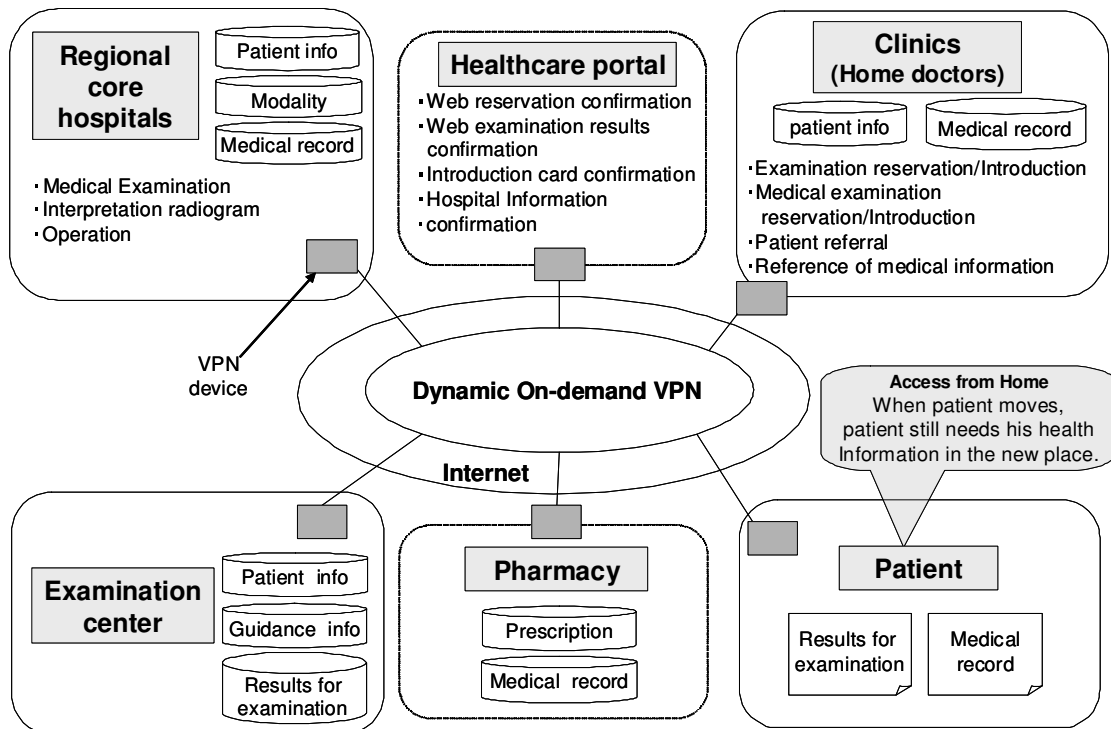 Regional
core
hospitals
Patient info
Modality
Medical record
・Medical Examination
・Interpretation radiogram
・Operation
Healthcare portal
・Web reservation confirmation
・Web examination results
confirmation
・Introduction card confirmation
・Hospital Information
・confirmation
Clinics
(Home doctors)
patient info
Medical record
・Examination reservation/Introduction
・Medical examination
reservation/Introduction
・Patient referral
・Reference of medical information
VPN
device
Dynamic On-demand VPN
Internet
Access from Home
When patient moves,
patient still needs his health
Information in the new place.
Examination
center
Patient info
Guidance info
Results for
examination
Pharmacy
Prescription
Medical record
Patient
Results for
examination
Medical
record